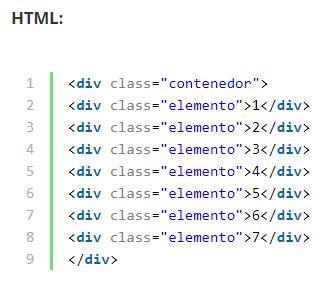 HTML:
1 <div class="contenedor">
2 <div class="elemento">1</div>
3 <div class="elemento">2</div>
4 <div class="elemento">3</div>
5 <div class="elemento">4</div>
6 <div class="elemento">5</div>
7 <div class="elemento">6</div>
8 <div class="elemento">7</div>
9 </div>